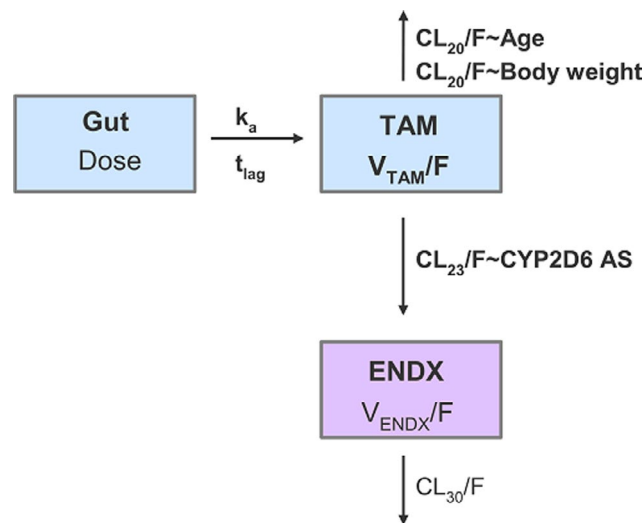 CL20/F~Age
CL20/F~Body weight
Gut
Dose
ka
tlag
TAM
VTAM/F
CL23/F~CYP2D6 AS
ENDX
VENDX/F
CL30/F